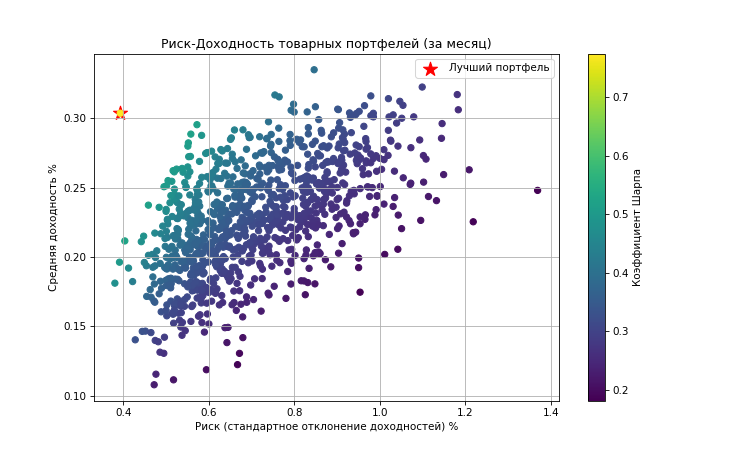 Риск-Доходность товарных портфелей (за месяц)
Лучший портфель
Средняя доходность %
0.30
0.25
0.20
0.15
0.10
0.4 0.6 0.8 1.0 1.2 1.4
Риск (стандартное отклонение доходностей) %
0.7
0.6
0.5
0.4
0.3
0.2
Коэффициент Шарпа